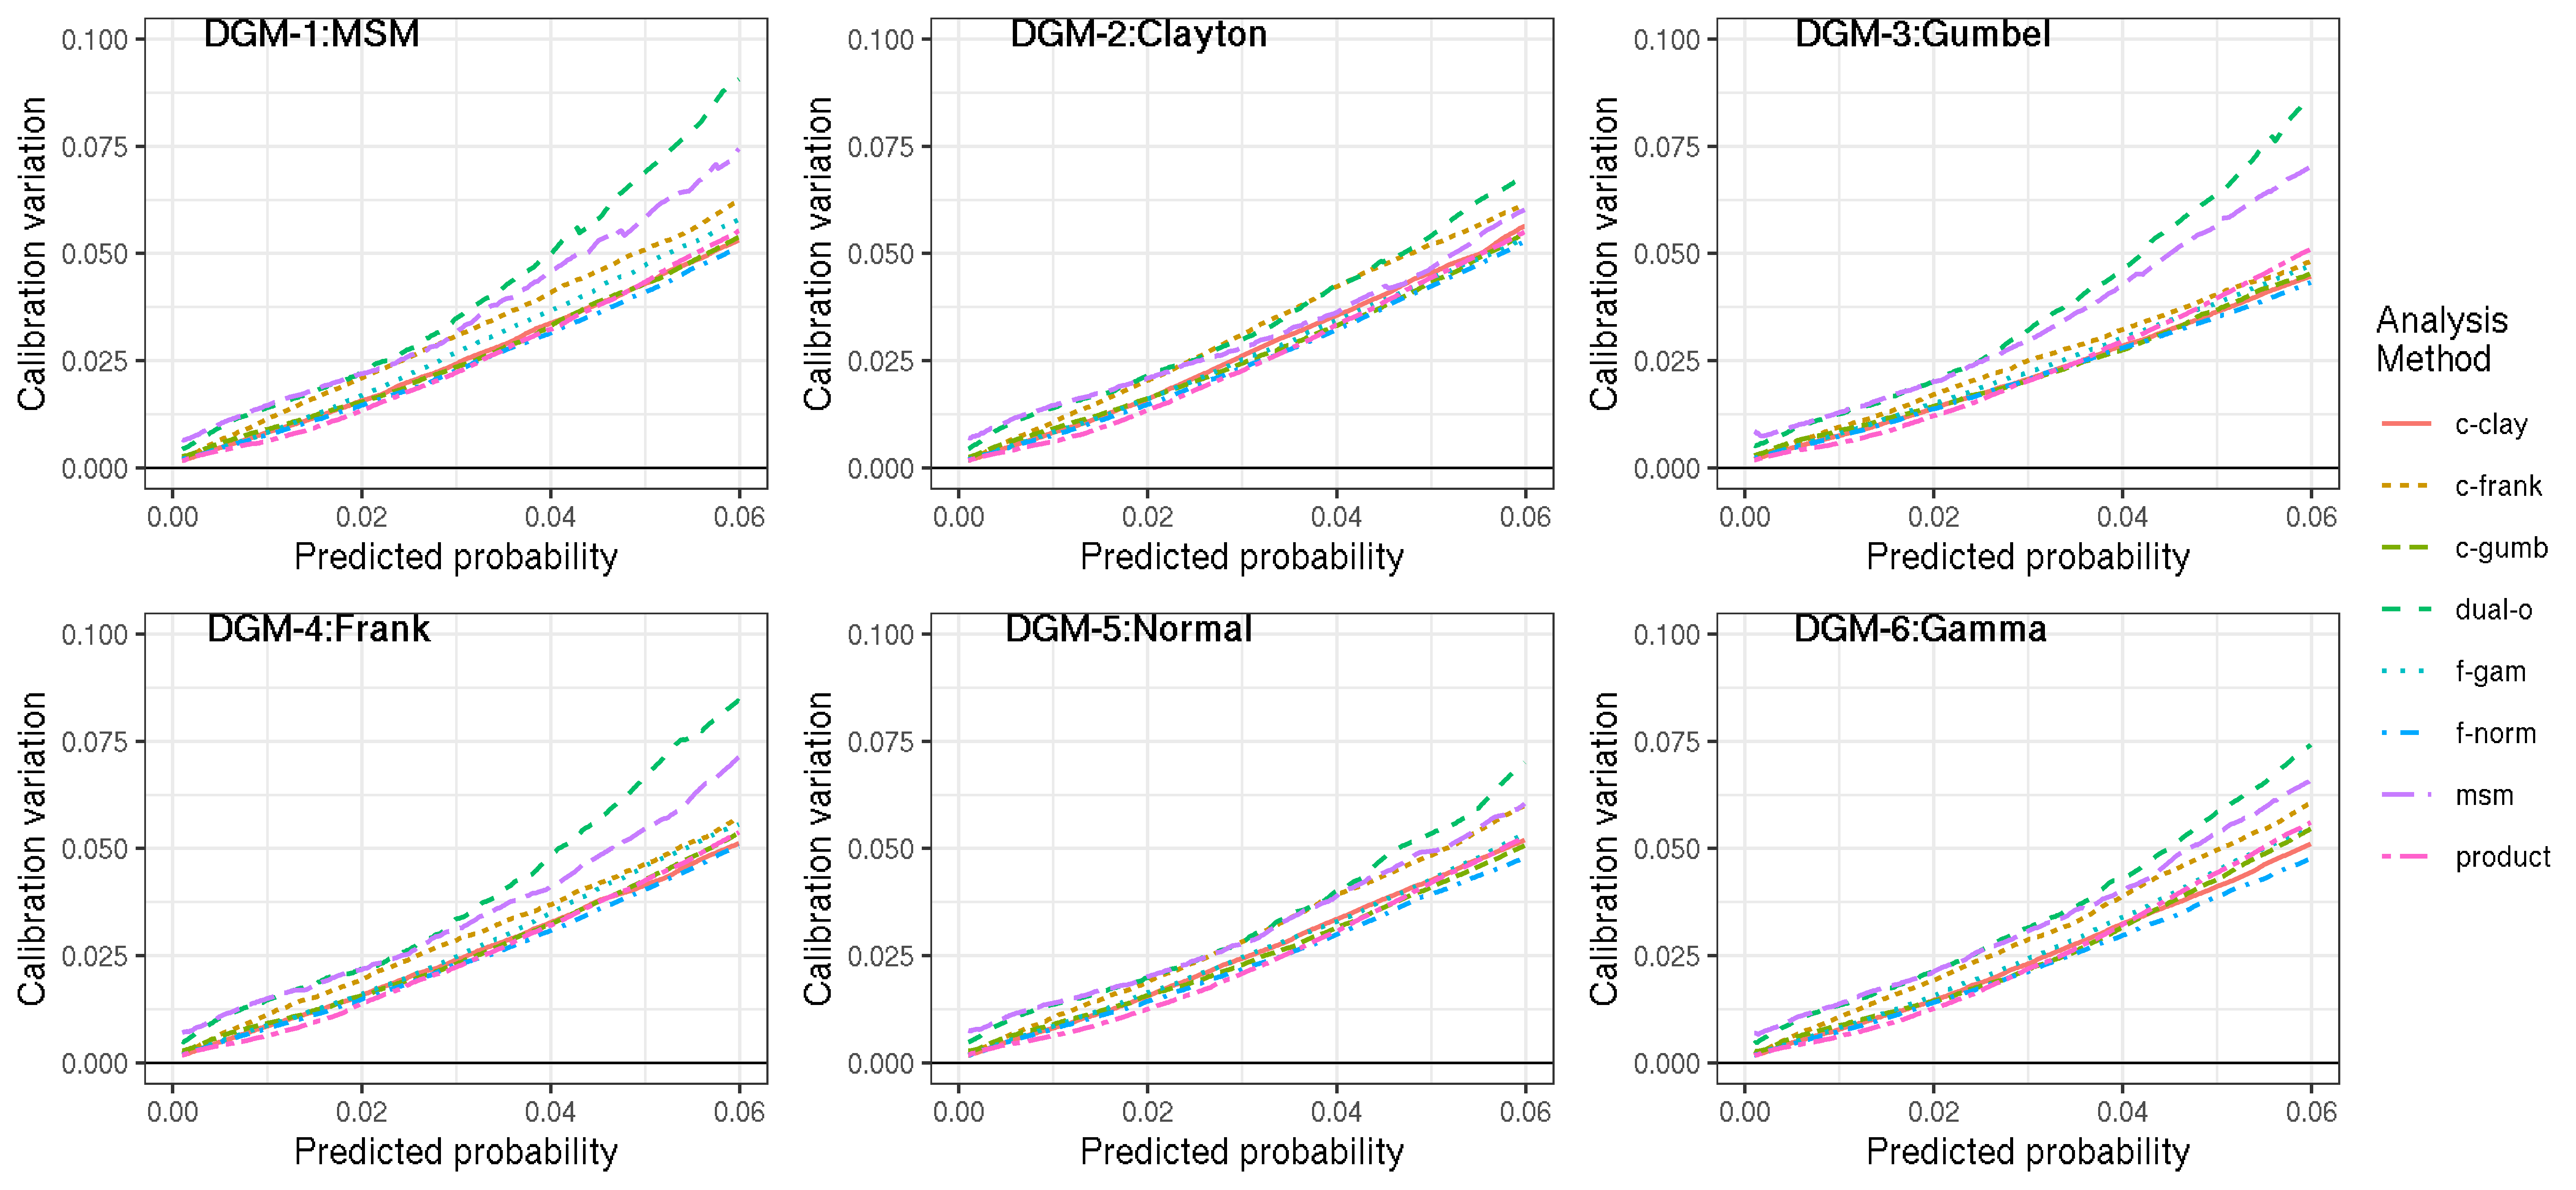 DGM-1:MSM
Calibration variation
0.100
0.075
0.050
0.025
0.000
0.00 0.02 0.04 0.06
Predicted probability
DGM-2:Clayton
Calibration variation
0.100
0.075
0.050
0.025
0.000
0.00 0.02 0.04 0.06
Predicted probability
DGM-3:Gumbel
Calibration variation
0.100
0.075
0.050
0.025
0.000
0.00 0.02 0.04 0.06
Predicted probability
DGM-4:Frank
Calibration variation
0.100
0.075
0.050
0.025
0.000
0.00 0.02 0.04 0.06
Predicted probability
DGM-5:Normal
Calibration variation
0.100
0.075
0.050
0.025
0.000
0.00 0.02 0.04 0.06
Predicted probability
DGM-6:Gamma
Calibration variation
0.100
0.075
0.050
0.025
0.000
0.00 0.02 0.04 0.06
Predicted probability
Analysis
Method
c-clay
c-frank
c-gumb
dual-o
f-gam
f-norm
msm
product